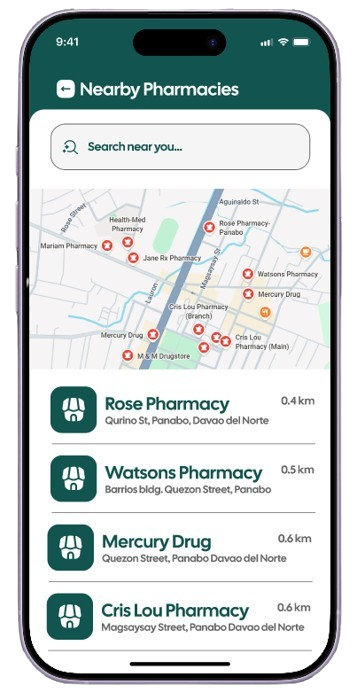 9:41
Nearby Pharmacies
Search near you...
Aguinaldo St
Rose Street
Health-Med
Pharmacy
Rose Pharmacy-
Panabo
Mariam Pharmacy
Jane Rx Pharmacy
Magsaysay St
Watsons Pharmacy
Lauron
Mercury Drug
Cris Lou Pharmacy
(Branch)
Mercury Drug
Cris Lou
Pharmacy (Main)
M & M Drugstore
Rose Pharmacy
0.4 km
Qurino St, Panabo, Davao del Norte
Watsons Pharmacy
0.5 km
Barrios bldg. Quezon Street, Panabo
Mercury Drug
0.6 km
Quezon Street, Panabo Davao del Norte
Cris Lou Pharmacy
0.6 km
Magsaysay Street, Panabo Davao del Norte